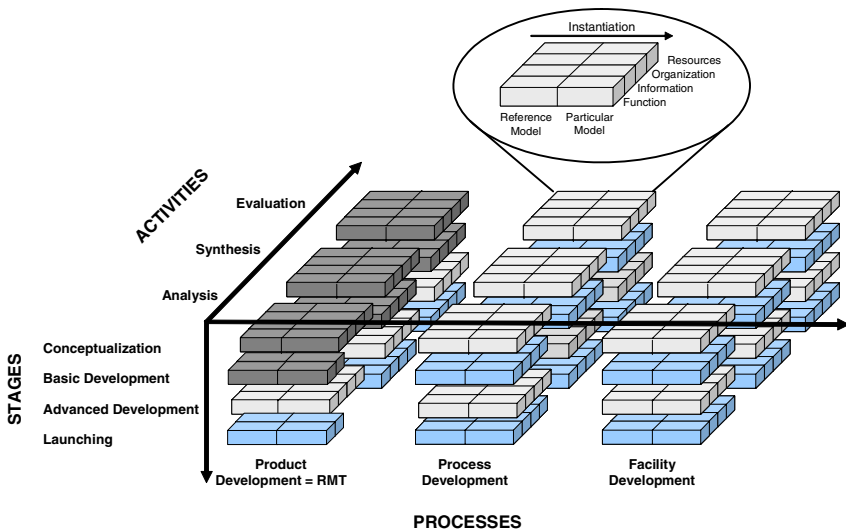 Instantiation
Resources
Organization
Information
Function
Reference
Model
Particular
Model
ACTIVITIES
Evaluation
Synthesis
Analysis
STAGES
Conceptualization
Basic Development
Advanced Development
Launching
Product
Development = RMT
Process
Development
Facility
Development
PROCESSES